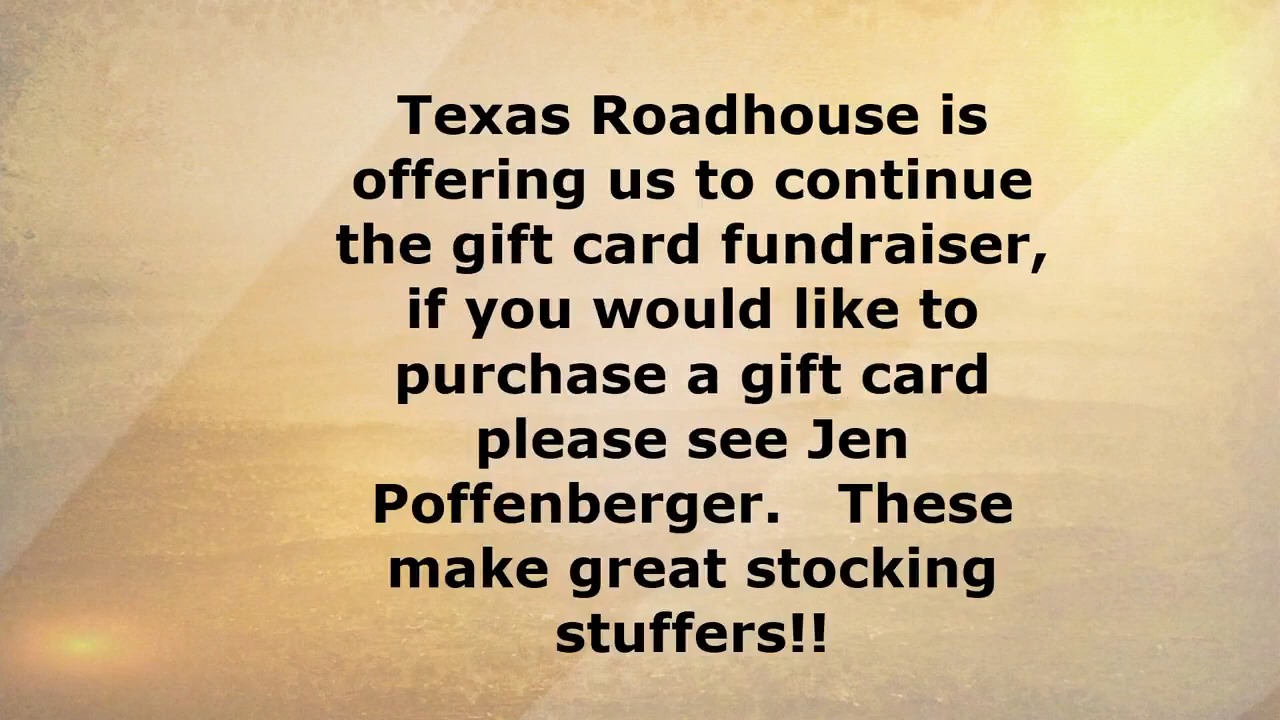 Texas Roadhouse is
offering us to continue
the gift card fundraiser,
if you would like to
purchase a gift card
please see Jen
Poffenberger.   These
make great stocking
stuffers!!